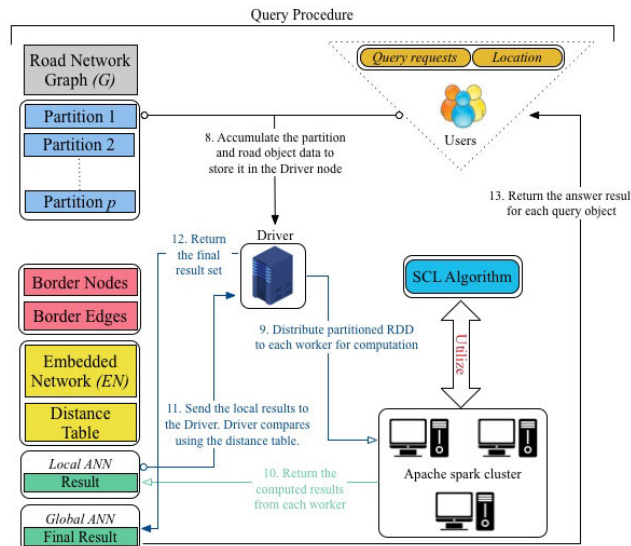 Query Procedure
Road Network
Graph (G)
Partition 1
Partition 2
Partition p
Query requests
Location
Users
8. Accumulate the partition
and road object data to
store it in the Driver node
13. Return the answer result
for each query object
12. Return
the final
result set
Driver
SCL Algorithm
Border Nodes
Border Edges
9. Distribute partitioned RDD
to each worker for computation
Utilize
Embedded
Network (EN)
Distance
Table
11. Send the local results to
the Driver. Driver compares
using the distance table.
Local ANN
Result
10. Return the
computed results
from each worker
Apache spark cluster
Global ANN
Final Result